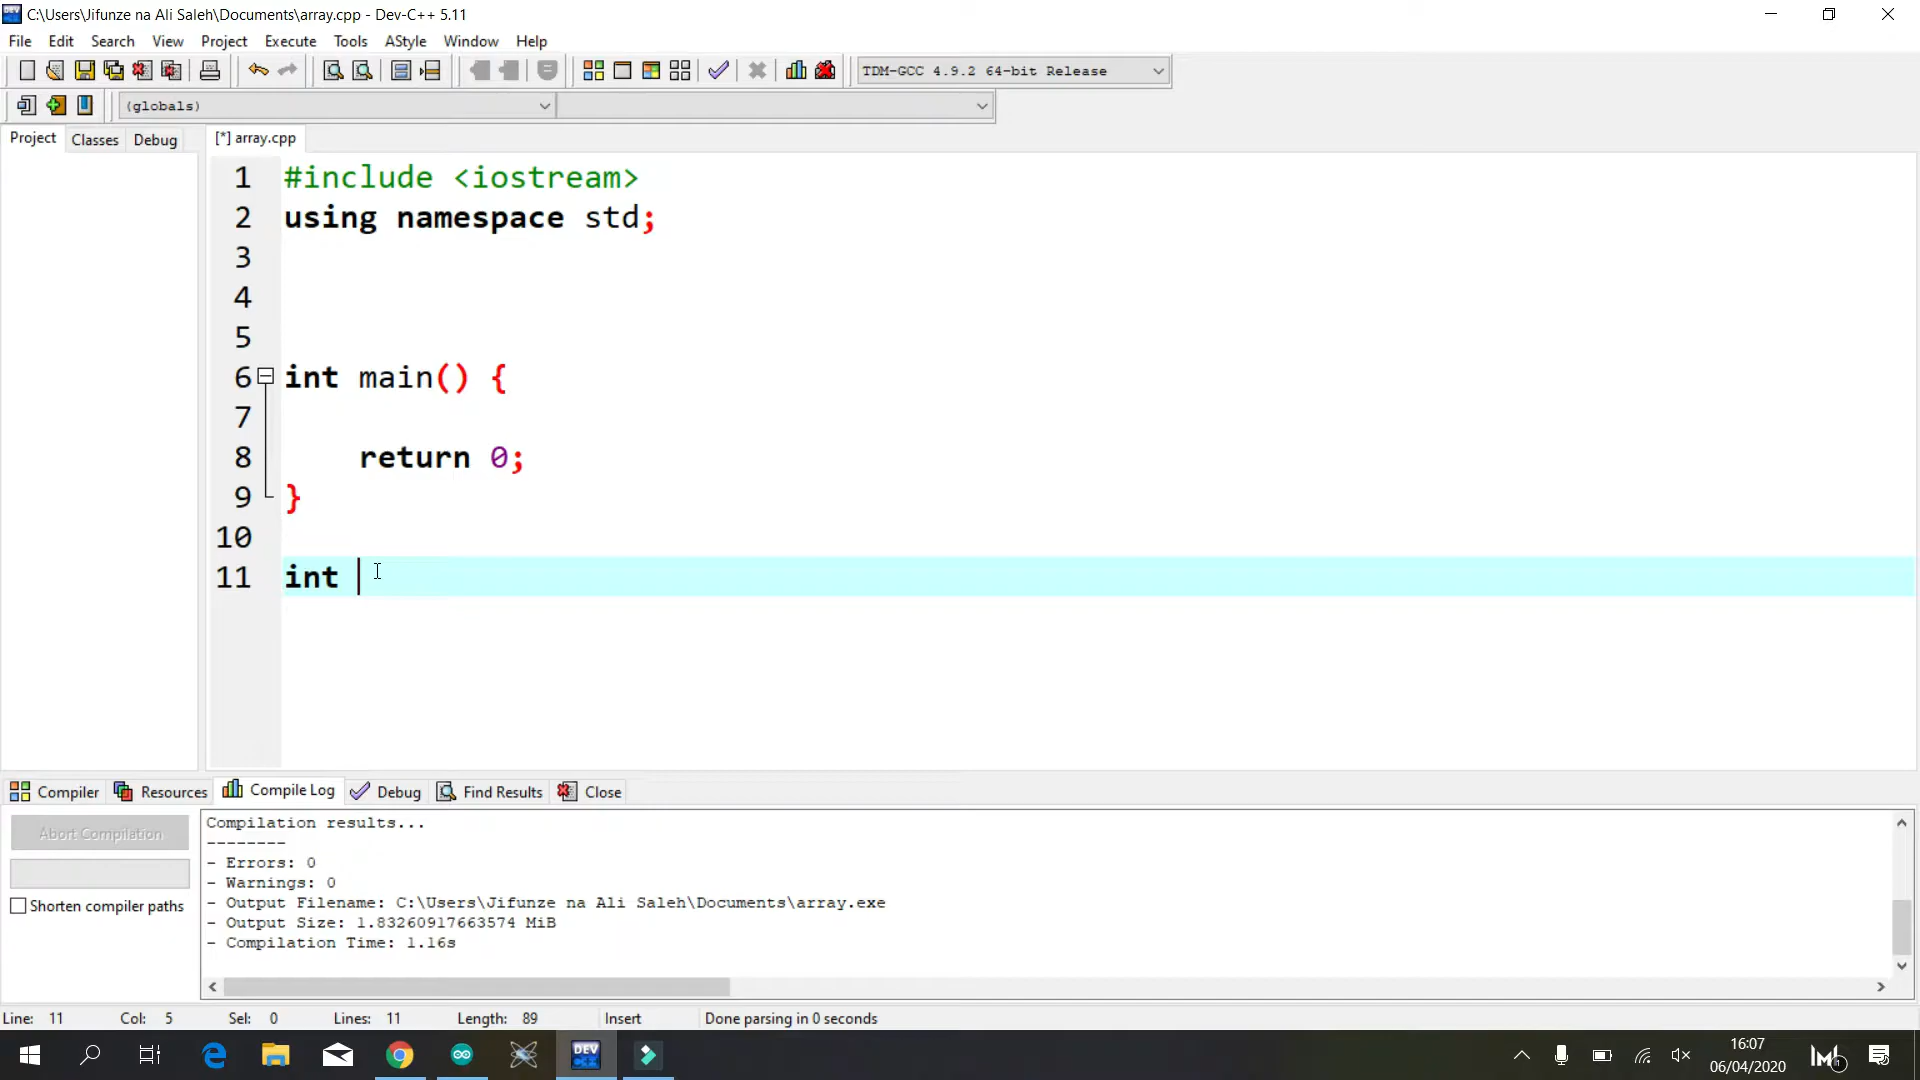 C:\Users\Jifunze na Ali Saleh\Documents\array.cpp - Dev-C++ 5.11
File Edit Search View Project Execute Tools AStyle Window Help
TDM-GCC 4.9.2 64-bit Release
(globals)
Project Classes Debug [*] array.cpp
1 #include <iostream>
2 using namespace std;
3
4
5
6 int main() {
7
8 return 0;
9 }
10
11 int
Compiler Resources Compile Log Debug Find Results Close
Abort Compilation
Shorten compiler paths
Compilation results...
--------
- Errors: 0
- Warnings: 0
- Output Filename: C:\Users\Jifunze na Ali Saleh\Documents\array.exe
- Output Size: 1.83260917663574 MiB
- Compilation Time: 1.16s
Line: 11 Col: 5 Sel: 0 Lines: 11 Length: 89 Insert Done parsing in 0 seconds
DEV C++
16:07
06/04/2020
1